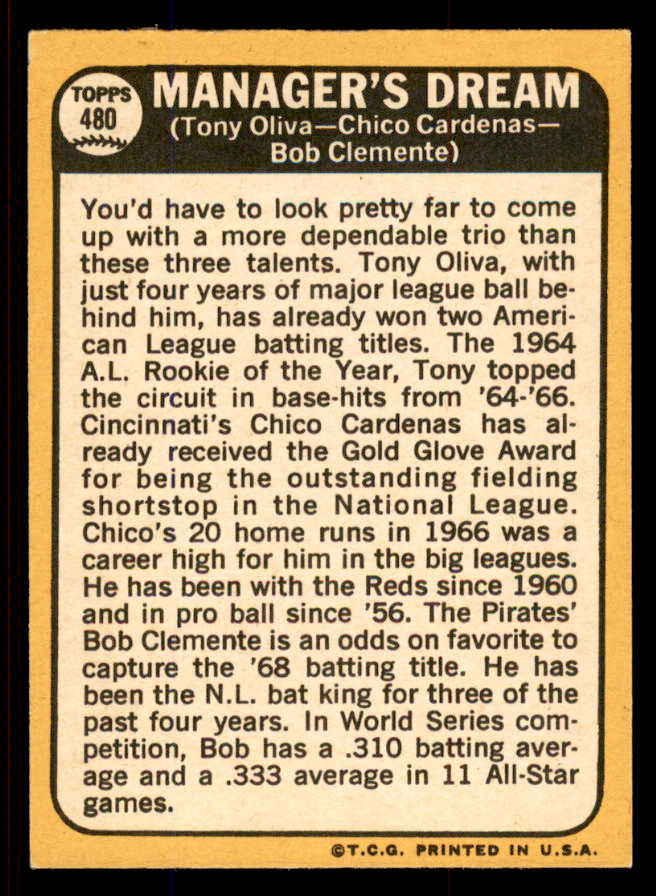 TOPPS
480
MANAGER'S DREAM
(Tony Oliva—Chico Cardenas—
Bob Clemente)
You'd have to look pretty far to come
up with a more dependable trio than
these three talents. Tony Oliva, with
just four years of major league ball be-
hind him, has already won two Ameri-
can League batting titles. The 1964
A.L. Rookie of the Year, Tony topped
the circuit in base-hits from '64-'66.
Cincinnati's Chico Cardenas has al-
ready received the Gold Glove Award
for being the outstanding fielding
shortstop in the National League.
Chico's 20 home runs in 1966 was a
career high for him in the big leagues.
He has been with the Reds since 1960
and in pro ball since '56. The Pirates'
Bob Clemente is an odds on favorite to
capture the '68 batting title. He has
been the N.L. bat king for three of the
past four years. In World Series com-
petition, Bob has a .310 batting aver-
age and a .333 average in 11 All-Star
games.
©T.C.G. PRINTED IN U.S.A.